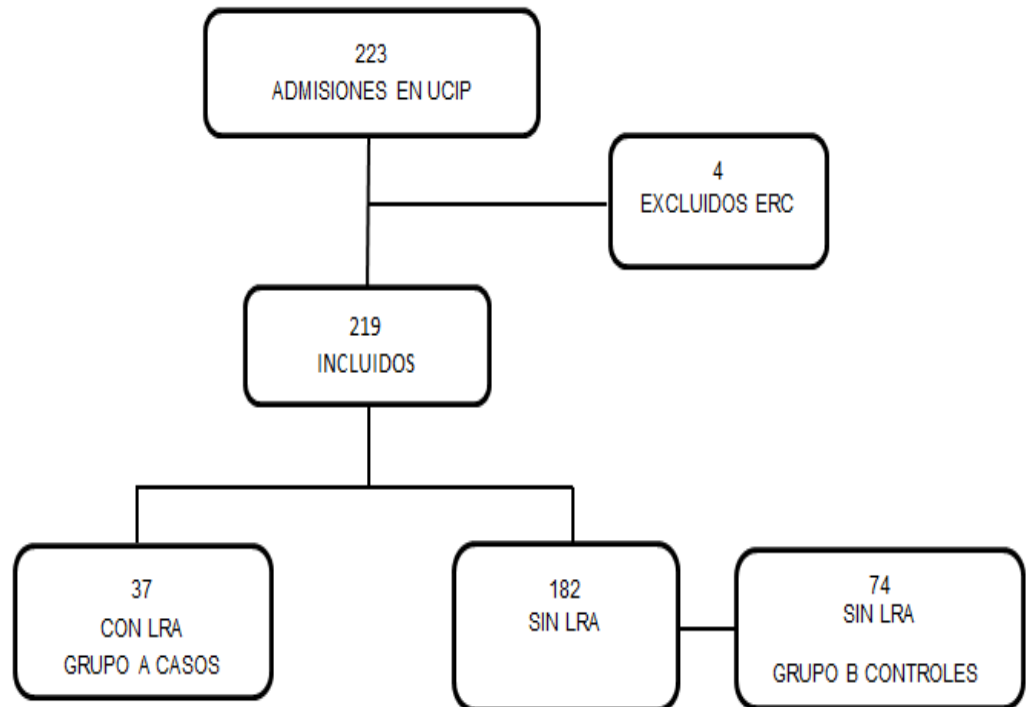 223
ADMISIONES EN UCIP
4
EXCLUIDOS ERC
219
INCLUIDOS
37
CON LRA
GRUPO A CASOS
182
SIN LRA
74
SIN LRA
GRUPO B CONTROLES